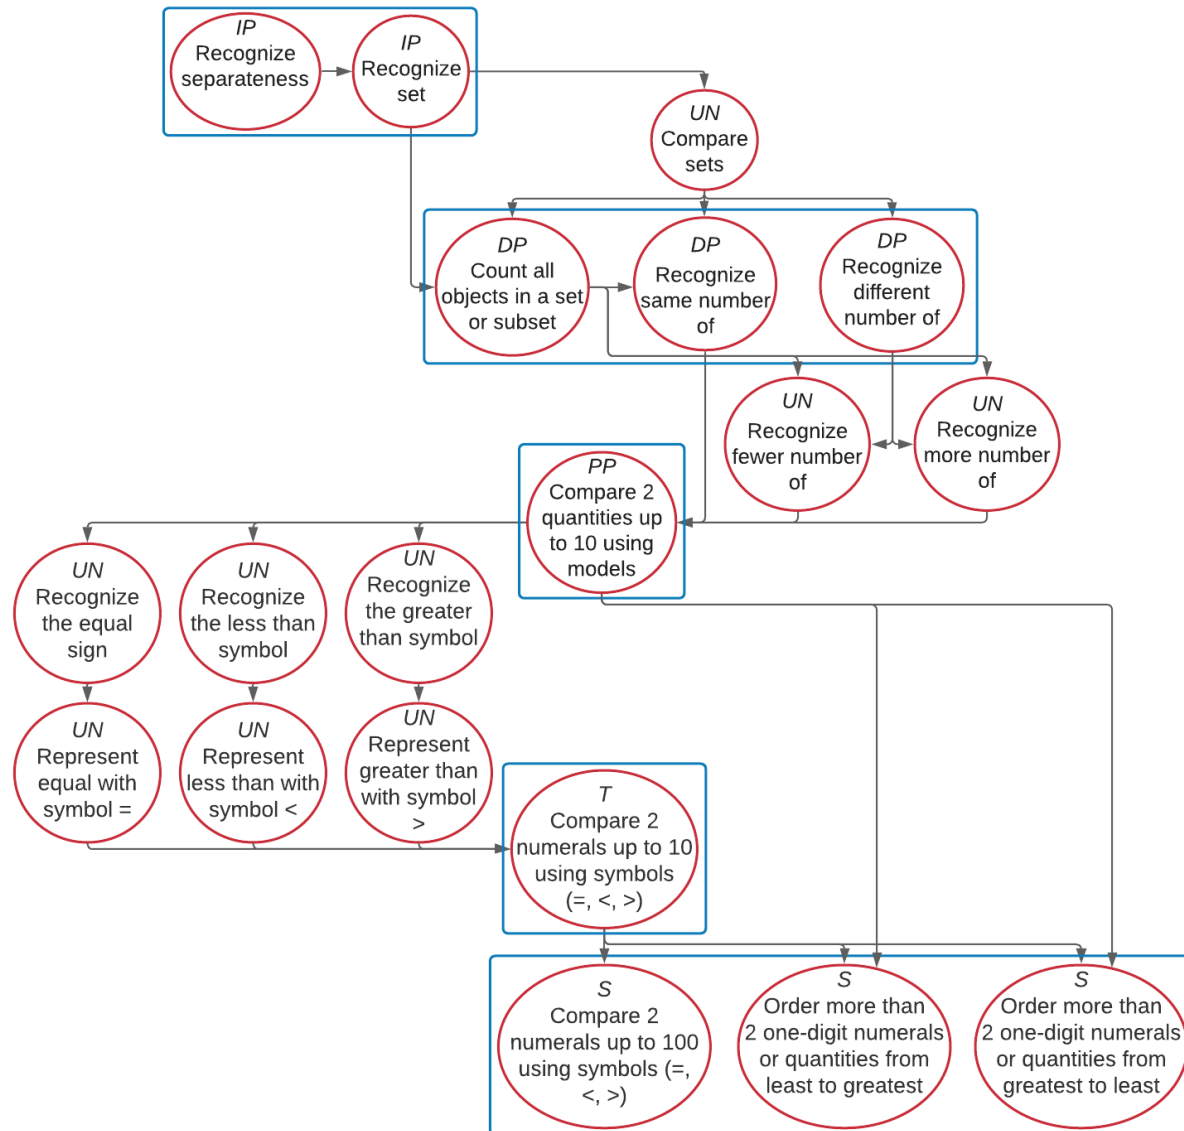 IP
Recognize
separateness
IP
Recognize
set
UN
Compare
sets
DP
Count all
objects in a set
or subset
DP
Recognize
same number
of
DP
Recognize
different
number of
UN
Recognize
fewer number
of
UN
Recognize
more number
of
PP
Compare 2
quantities up
to 10 using
models
UN
Recognize
the equal
sign
UN
Recognize
the less than
symbol
UN
Recognize
the greater
than symbol
UN
Represent
equal with
symbol =
UN
Represent
less than with
symbol <
UN
Represent
greater than
with symbol
>
T
Compare 2
numerals up to 10
using symbols
(=, <, >)
S
Compare 2
numerals up to 100
using symbols (=,
<, >)
S
Order more than
2 one-digit numerals
or quantities from
least to greatest
S
Order more than
2 one-digit numerals
or quantities from
greatest to least